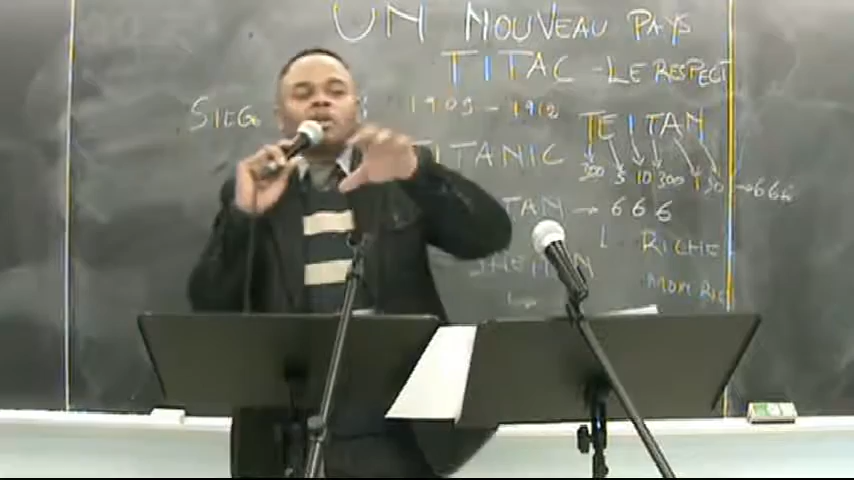 UN NOUVEAU PAYS
TITAC - LE RESPECT
SIEG
1909 - 1912
TEITAN
300 5 10 300 1 50 → 666
TITANIC
TAN → 666
RICHE
SHEITAN